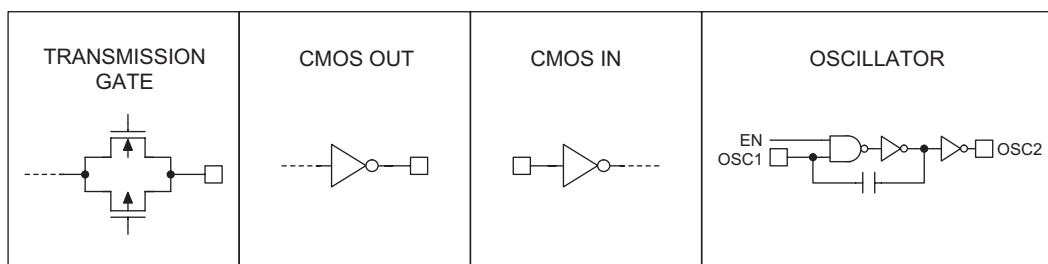 TRANSMISSION
GATE
CMOS OUT
CMOS IN
OSCILLATOR
EN
OSC1
OSC2